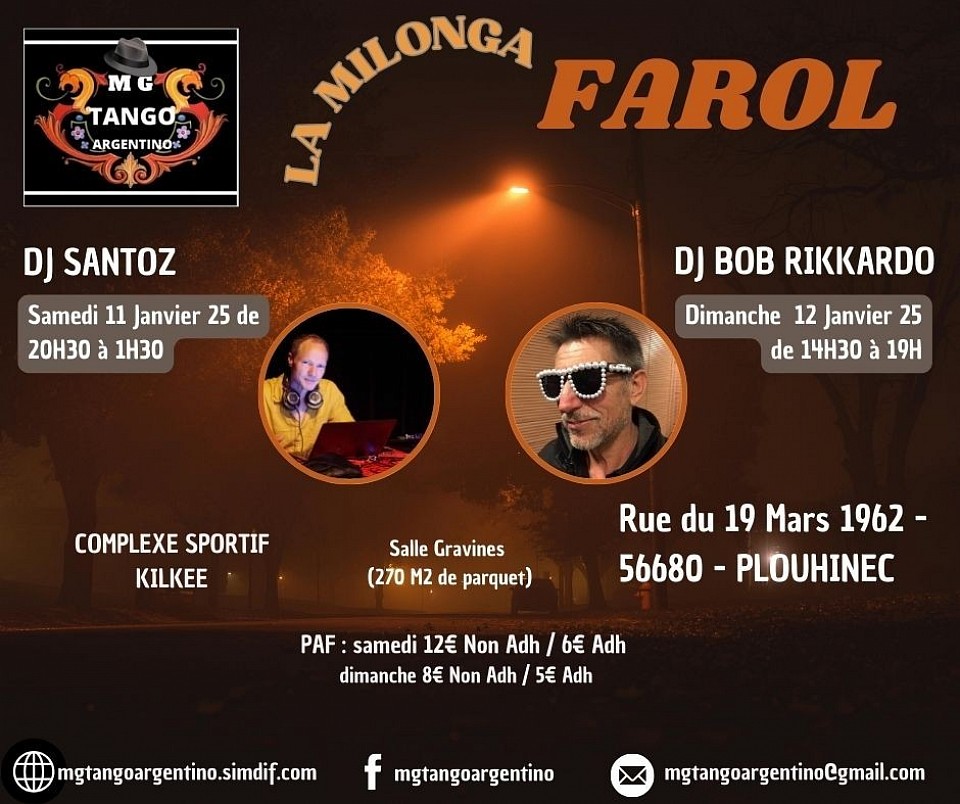 MG
TANGO
ARGENTINO
LA MILONGA
FAROL
DJ SANTOZ
Samedi 11 Janvier 25 de
20H30 à 1H30
DJ BOB RIKKARDO
Dimanche 12 Janvier 25
de 14H30 à 19H
COMPLEXE SPORTIF
KILKEE
Salle Gravines
(270 M2 de parquet)
Rue du 19 Mars 1962 -
56680 - PLOUHINEC
PAF : samedi 12€ Non Adh / 6€ Adh
dimanche 8€ Non Adh / 5€ Adh
mgtangoargentino.simdif.com
mgtangoargentino
mgtangoargentino@gmail.com